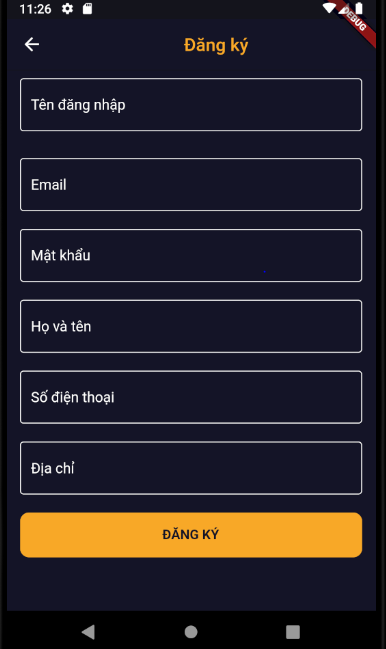 11:26
DEBUG
Đăng ký
Tên đăng nhập
Email
Mật khẩu
Họ và tên
Số điện thoại
Địa chỉ
ĐĂNG KÝ